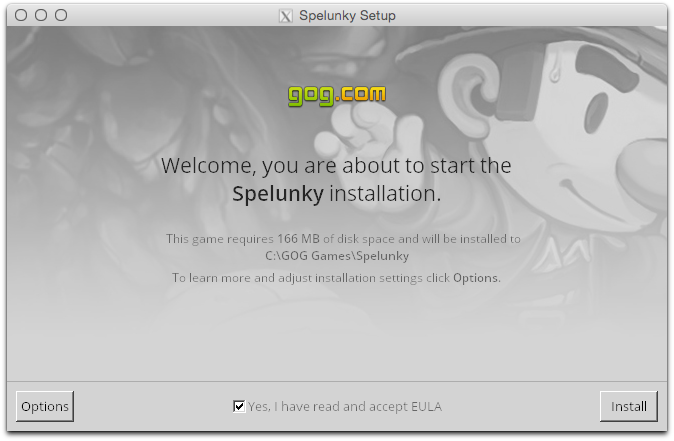 Spelunky Setup
gog.com
Welcome, you are about to start the
Spelunky installation.
This game requires 166 MB of disk space and will be installed to
C:\GOG Games\Spelunky
To learn more and adjust installation settings click Options.
Options
Yes, I have read and accept EULA
Install